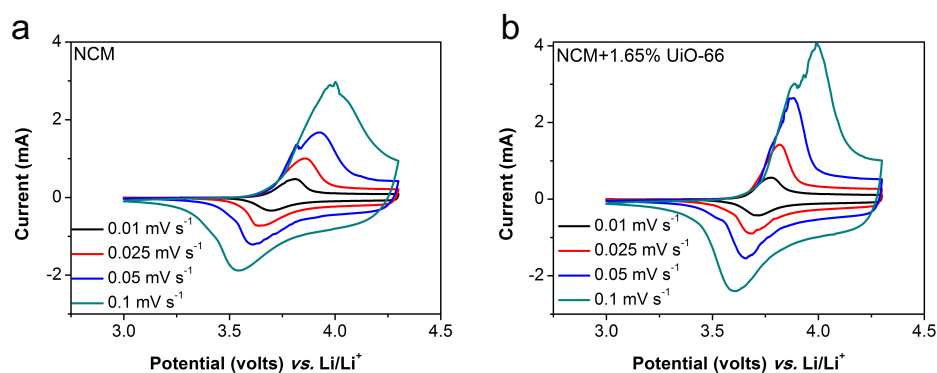 a
NCM
4
2
0
-2
Current (mA)
0.01 mV s⁻¹
0.025 mV s⁻¹
0.05 mV s⁻¹
0.1 mV s⁻¹
3.0 3.5 4.0 4.5
Potential (volts) vs. Li/Li⁺
b
NCM+1.65% UiO-66
4
2
0
-2
Current (mA)
0.01 mV s⁻¹
0.025 mV s⁻¹
0.05 mV s⁻¹
0.1 mV s⁻¹
3.0 3.5 4.0 4.5
Potential (volts) vs. Li/Li⁺